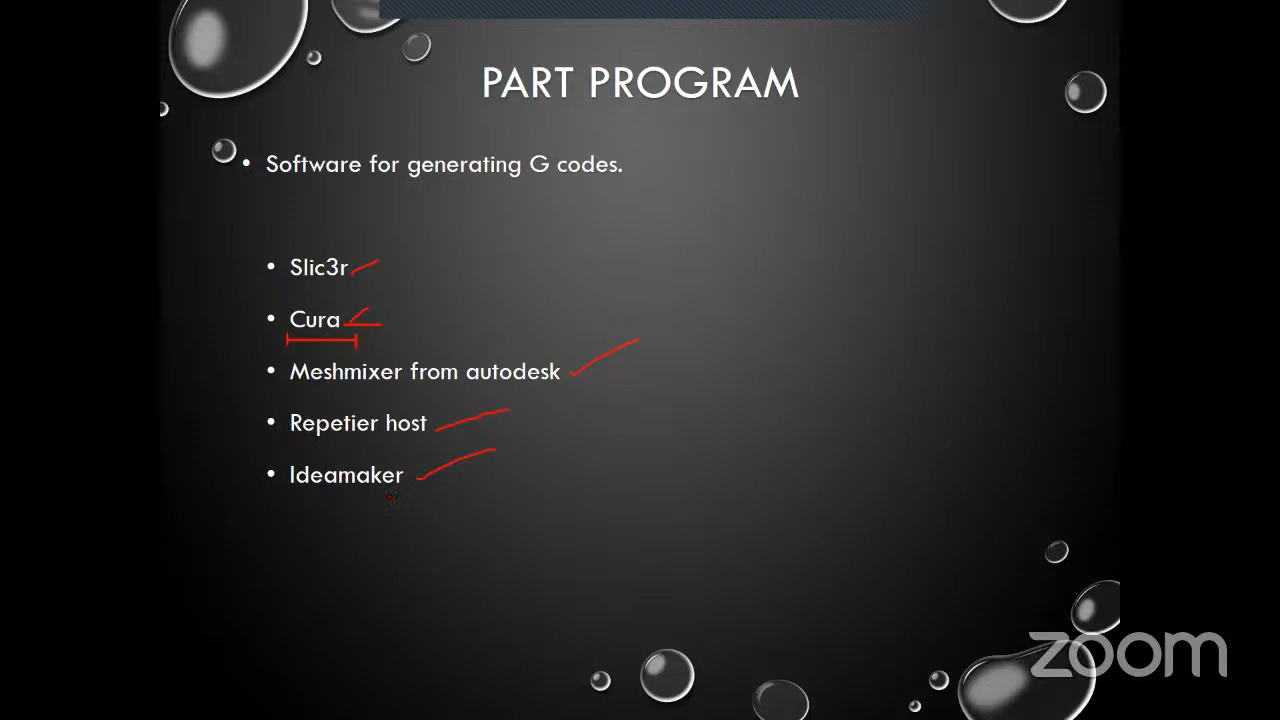 PART PROGRAM
• Software for generating G codes.
• Slic3r
• Cura
• Meshmixer from autodesk
• Repetier host
• Ideamaker
zoom